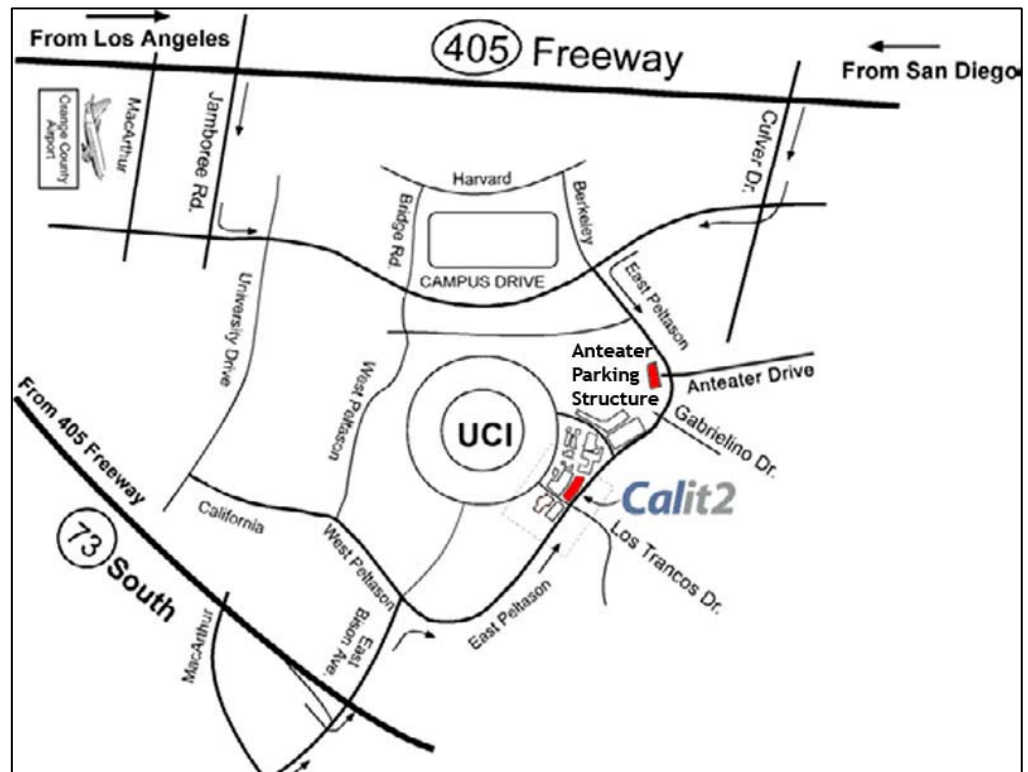 From Los Angeles
405 Freeway
From San Diego
Orange County
Airport
MacArthur
Jamboree Rd.
Culver Dr.
Harvard
Bridge Rd.
Berkeley
CAMPUS DRIVE
East Peltason
University Drive
West Peltason
Anteater
Parking
Structure
Anteater Drive
Gabrielino Dr.
UCI
Calit2
Los Trancos Dr.
From 405 Freeway
73 South
California
West Peltason
East Peltason
East
Bison Ave.
MacArthur